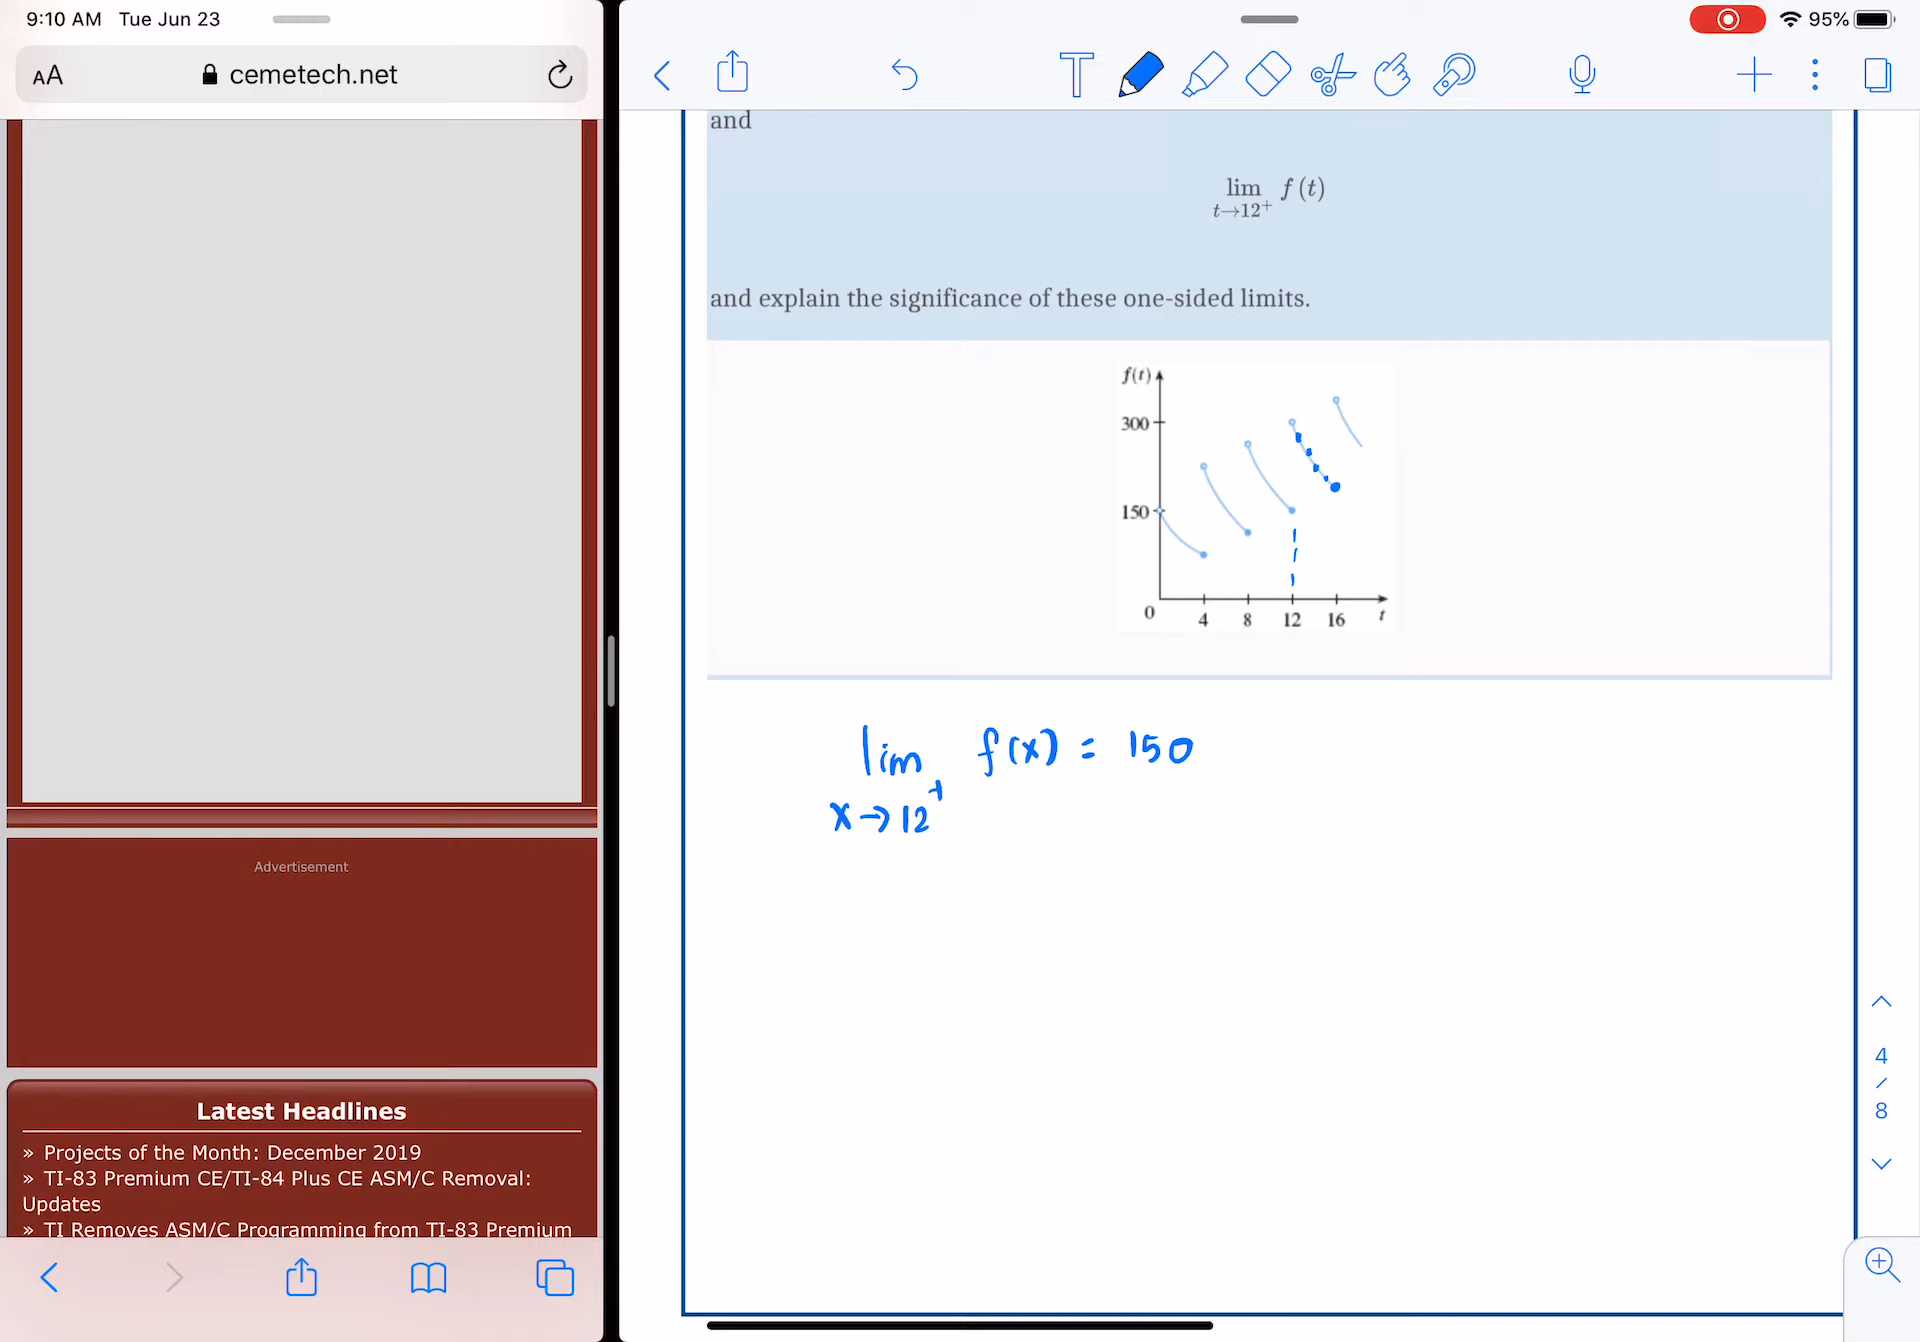 9:10 AM Tue Jun 23
AA cemetech.net
Advertisement
Latest Headlines
» Projects of the Month: December 2019
» TI-83 Premium CE/TI-84 Plus CE ASM/C Removal:
Updates
» TI Removes ASM/C Programming from TI-83 Premium
95%
T
and
lim f(t)
t→12⁺
and explain the significance of these one-sided limits.
f(t)
300
150
0 4 8 12 16 t
lim f(x) = 150
x→12⁺
4
/
8